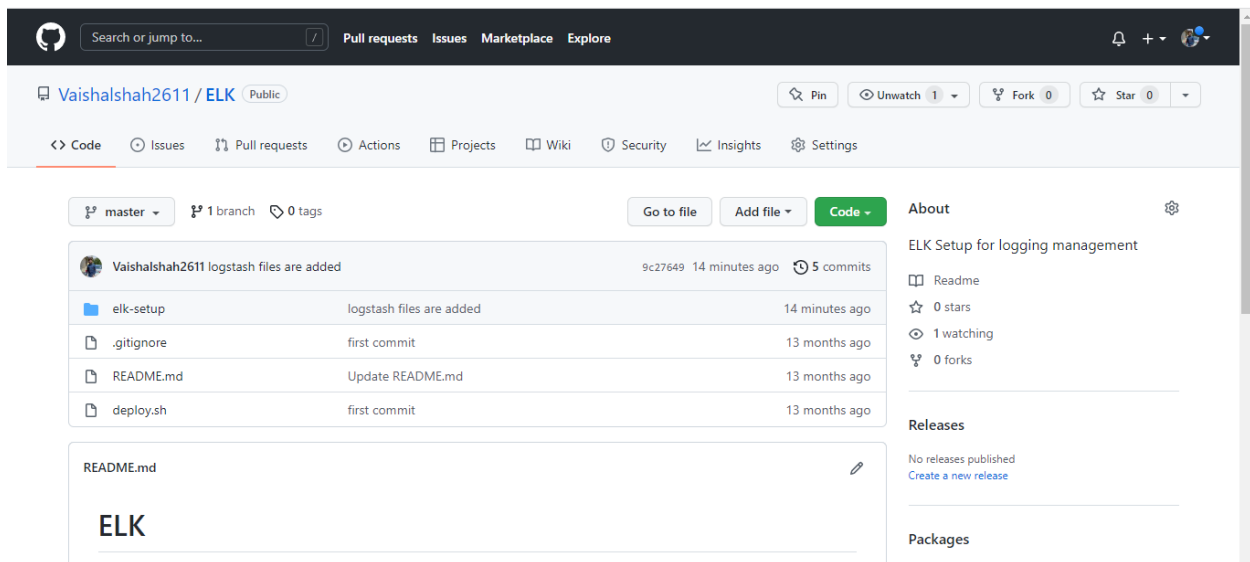 Search or jump to... / Pull requests Issues Marketplace Explore
Vaishalshah2611 / ELK Public Pin Unwatch 1 Fork 0 Star 0
Code Issues Pull requests Actions Projects Wiki Security Insights Settings
master 1 branch 0 tags Go to file Add file Code
Vaishalshah2611 logstash files are added 9c27649 14 minutes ago 5 commits
elk-setup logstash files are added 14 minutes ago
.gitignore first commit 13 months ago
README.md Update README.md 13 months ago
deploy.sh first commit 13 months ago
README.md
ELK
About
ELK Setup for logging management
Readme
0 stars
1 watching
0 forks
Releases
No releases published
Create a new release
Packages